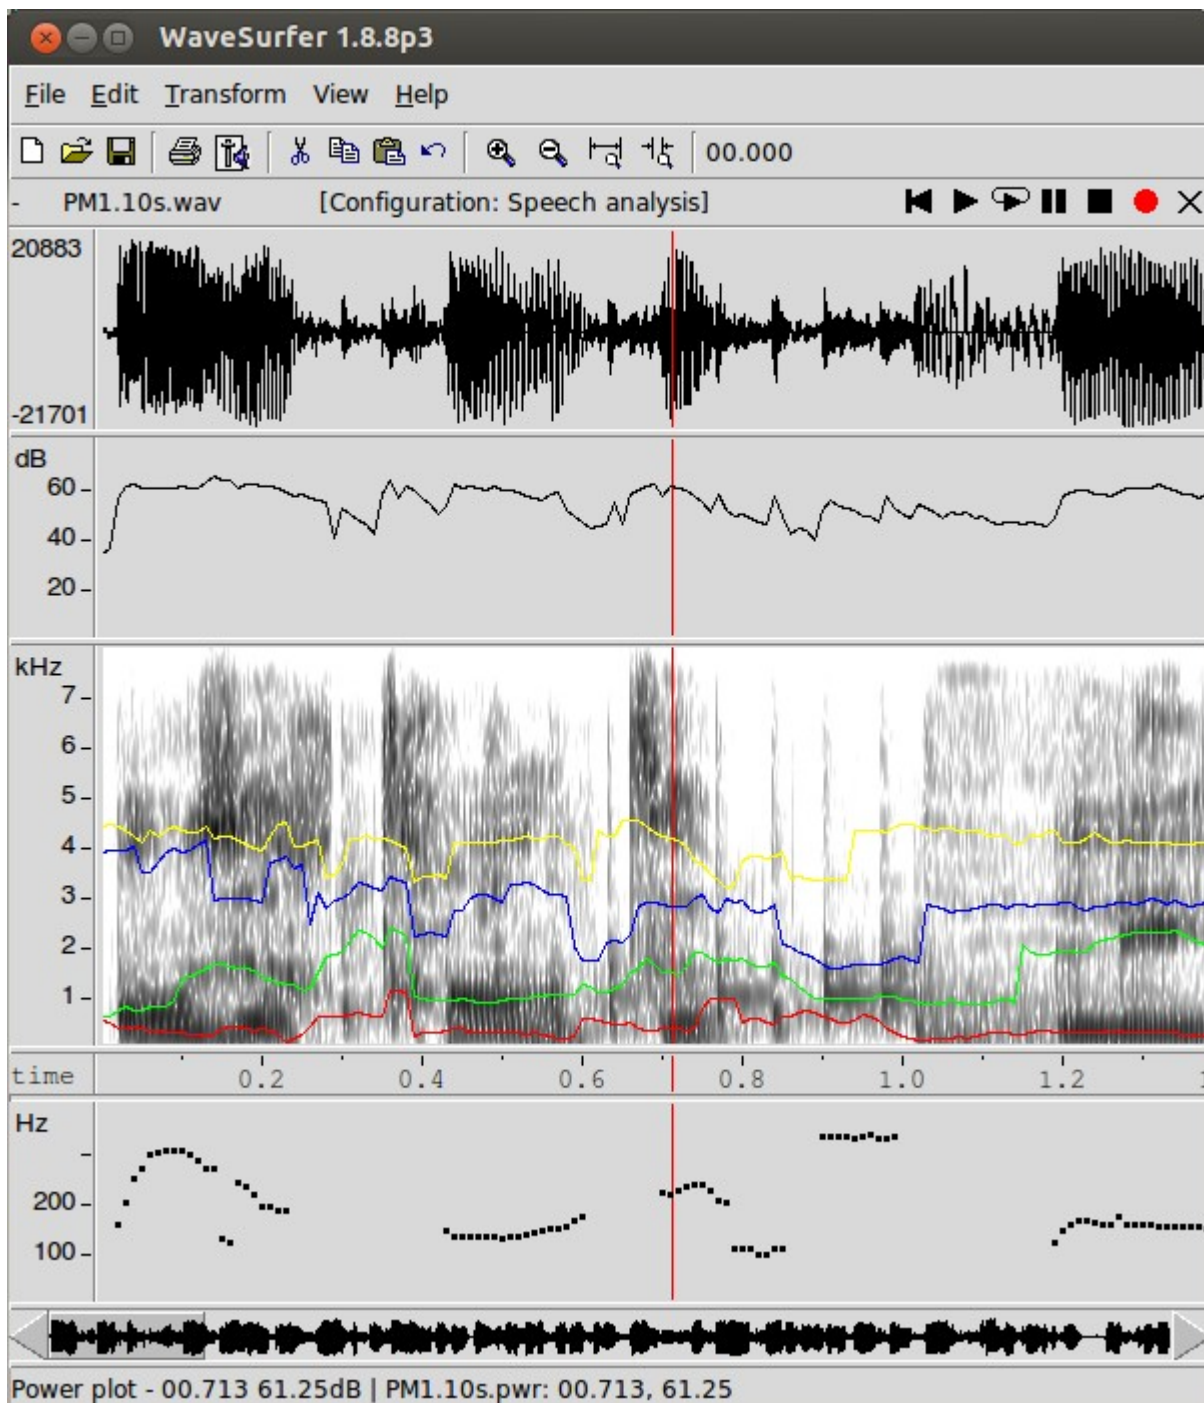 WaveSurfer 1.8.8p3
File Edit Transform View Help
00.000
- PM1.10s.wav [Configuration: Speech analysis]
20883
-21701
dB
60
40
20
kHz
7
6
5
4
3
2
1
time 0.2 0.4 0.6 0.8 1.0 1.2
Hz
200
100
Power plot - 00.713 61.25dB | PM1.10s.pwr: 00.713, 61.25